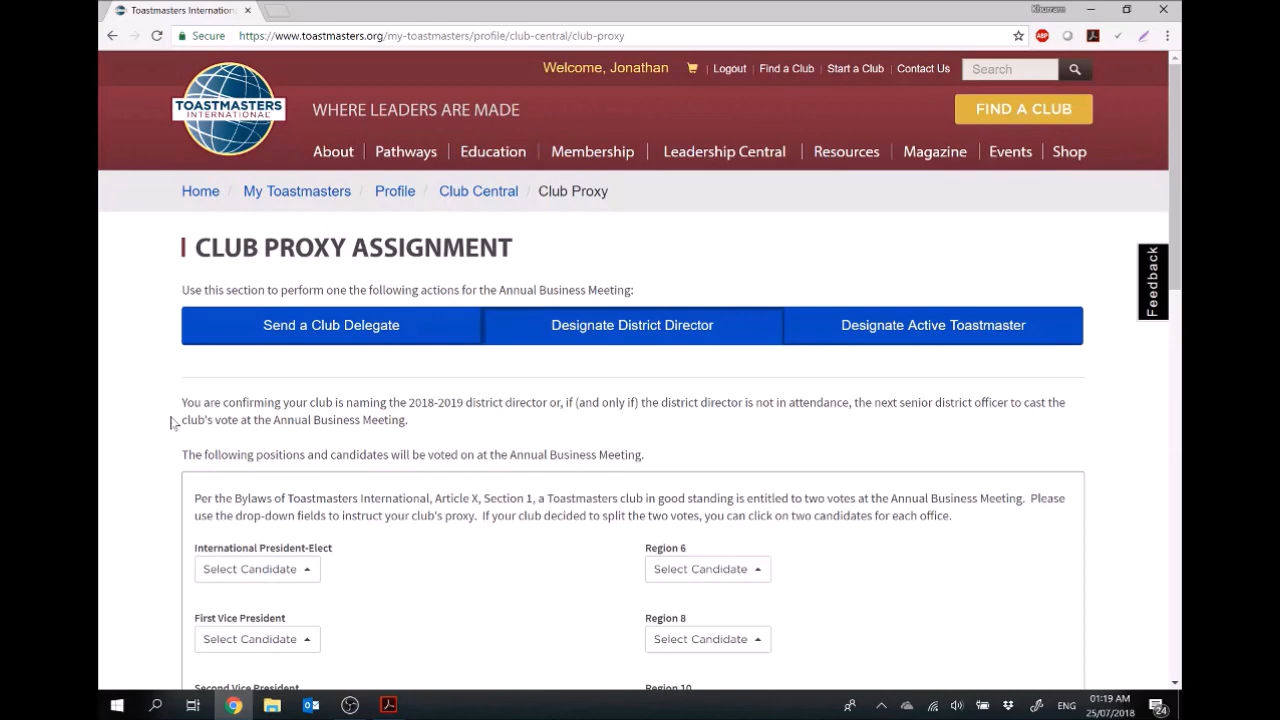 Toastmasters Internation
Khurram
Secure https://www.toastmasters.org/my-toastmasters/profile/club-central/club-proxy
ABP
Welcome, Jonathan Logout Find a Club Start a Club Contact Us Search
TOASTMASTERS
INTERNATIONAL
WHERE LEADERS ARE MADE
FIND A CLUB
About Pathways Education Membership Leadership Central Resources Magazine Events Shop
Home / My Toastmasters / Profile / Club Central / Club Proxy
Feedback
CLUB PROXY ASSIGNMENT
Use this section to perform one the following actions for the Annual Business Meeting:
Send a Club Delegate Designate District Director Designate Active Toastmaster
You are confirming your club is naming the 2018-2019 district director or, if (and only if) the district director is not in attendance, the next senior district officer to cast the
club's vote at the Annual Business Meeting.
The following positions and candidates will be voted on at the Annual Business Meeting.
Per the Bylaws of Toastmasters International, Article X, Section 1, a Toastmasters club in good standing is entitled to two votes at the Annual Business Meeting. Please
use the drop-down fields to instruct your club's proxy. If your club decided to split the two votes, you can click on two candidates for each office.
International President-Elect Region 6
Select Candidate Select Candidate
First Vice President Region 8
Select Candidate Select Candidate
Second Vice President Region 10
ENG 01:19 AM
25/07/2018 24